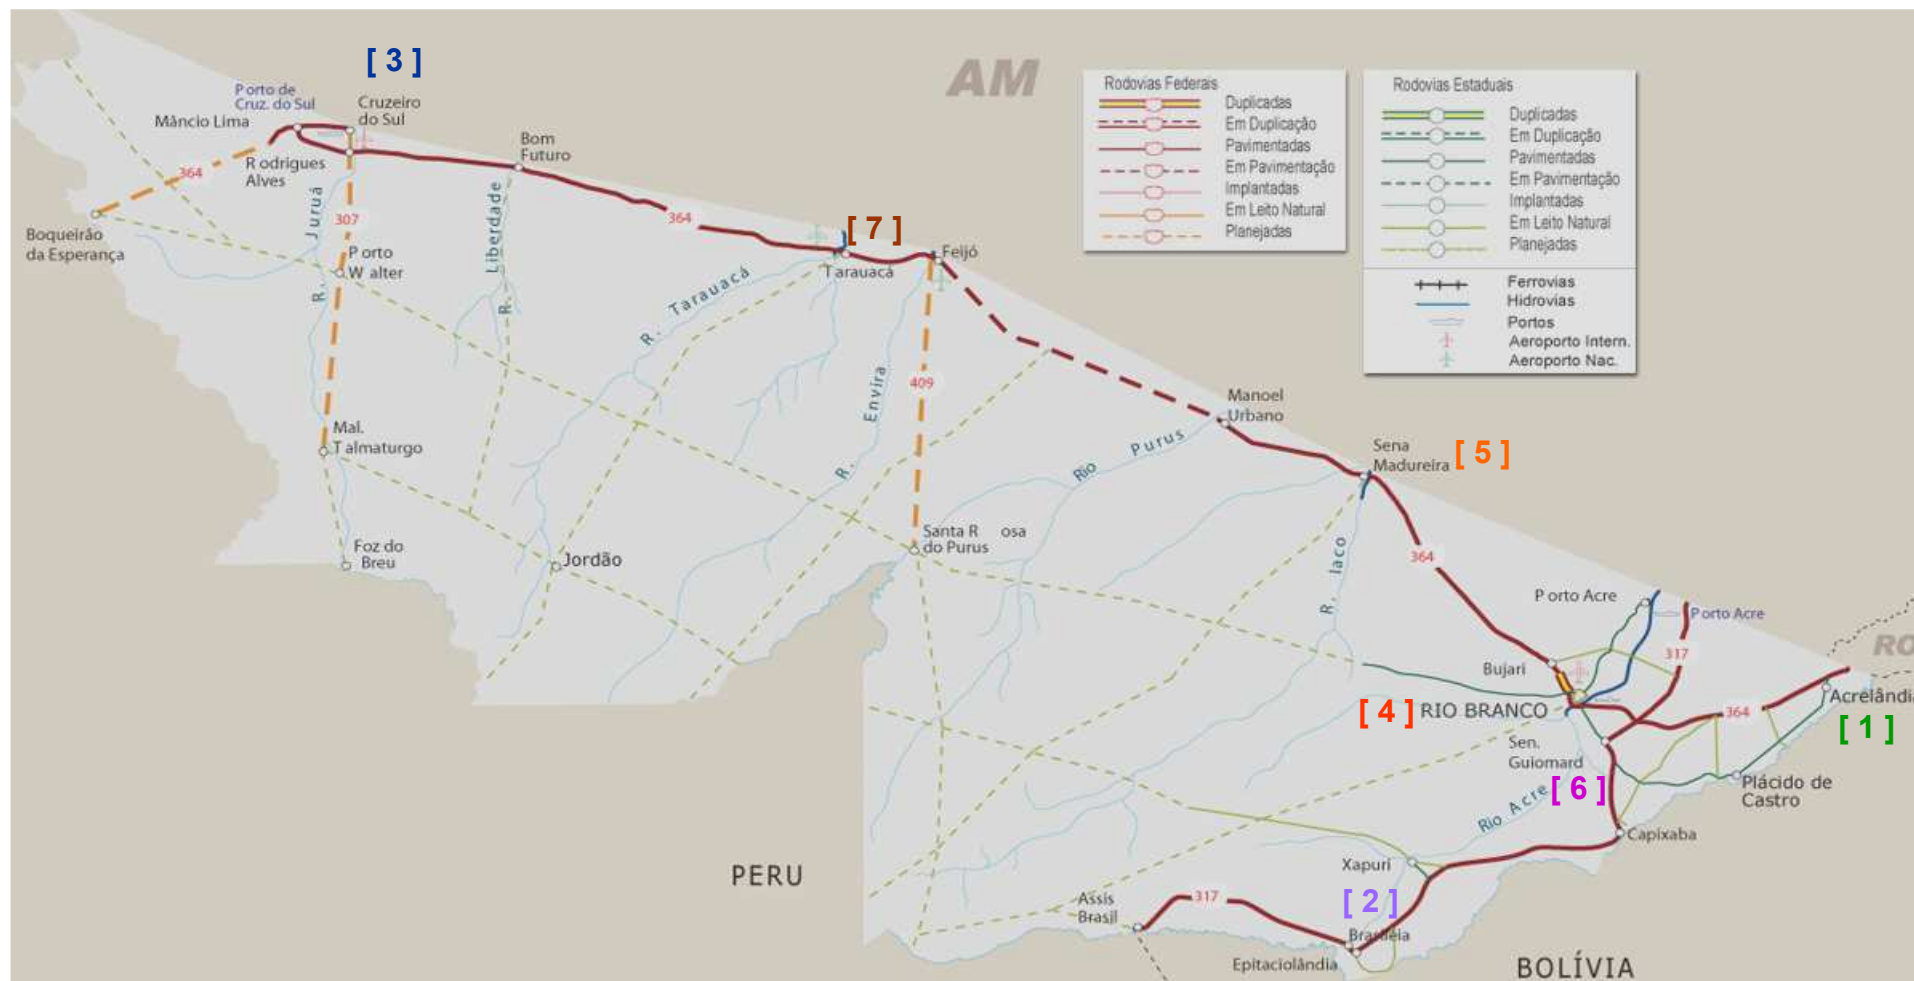 [ 3 ]
AM
Porto de
Cruz. do Sul
Mâncio Lima
Cruzeiro
do Sul
Rodrigues
Alves
364
Boqueirão
da Esperança
R. Juruá
307
Porto
Walter
Mal.
Talmaturgo
Foz do
Breu
Bom
Futuro
R. Liberdade
364
[ 7 ]
Tarauacá
Feijó
R. Tarauacá
R. Envira
409
Jordão
Santa Rosa
do Purus
Rio Purus
Manoel
Urbano
Sena
Madureira
[ 5 ]
R. Iaco
364
Rodovias Federais
Duplicadas
Em Duplicação
Pavimentadas
Em Pavimentação
Implantadas
Em Leito Natural
Planejadas
Rodovias Estaduais
Duplicadas
Em Duplicação
Pavimentadas
Em Pavimentação
Implantadas
Em Leito Natural
Planejadas
Ferrovias
Hidrovias
Portos
Aeroporto Intern.
Aeroporto Nac.
Porto Acre
Porto Acre
317
RO
Bujari
[ 4 ] RIO BRANCO
364
Acrelândia
[ 1 ]
Sen.
Guiomard
[ 6 ]
Plácido de
Castro
Rio Acre
Capixaba
Xapuri
[ 2 ]
PERU
Assis
Brasil
317
Brasiléia
Epitaciolândia
BOLÍVIA